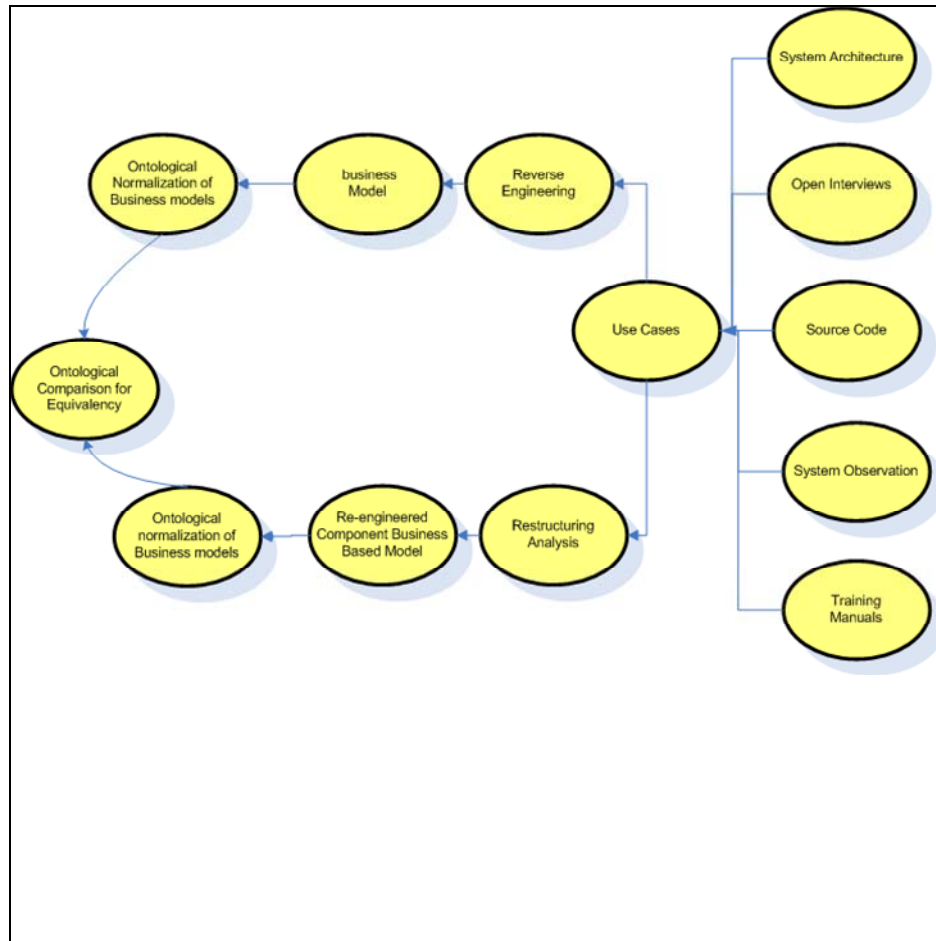 System Architecture
Ontological
Normalization of
Business models
business
Model
Reverse
Engineering
Open Interviews
Use Cases
Source Code
Ontological
Comparison for
Equivalency
System Observation
Ontological
normalization of
Business models
Re-engineered
Component Business
Based Model
Restructuring
Analysis
Training
Manuals